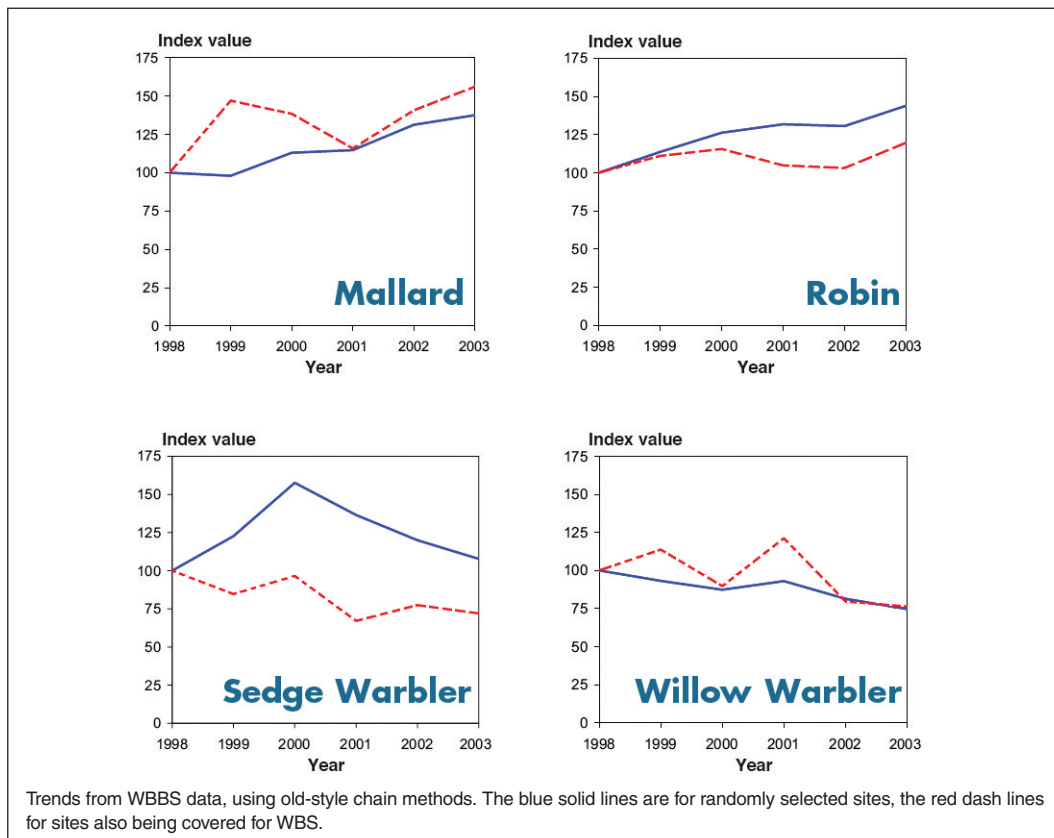 Index value
175
150
125
100
75
50
25
0
1998 1999 2000 2001 2002 2003
Year
Mallard
Index value
175
150
125
100
75
50
25
0
1998 1999 2000 2001 2002 2003
Year
Robin
Index value
175
150
125
100
75
50
25
0
1998 1999 2000 2001 2002 2003
Year
Sedge Warbler
Index value
175
150
125
100
75
50
25
0
1998 1999 2000 2001 2002 2003
Year
Willow Warbler
Trends from WBBS data, using old-style chain methods. The blue solid lines are for randomly selected sites, the red dash lines
for sites also being covered for WBS.